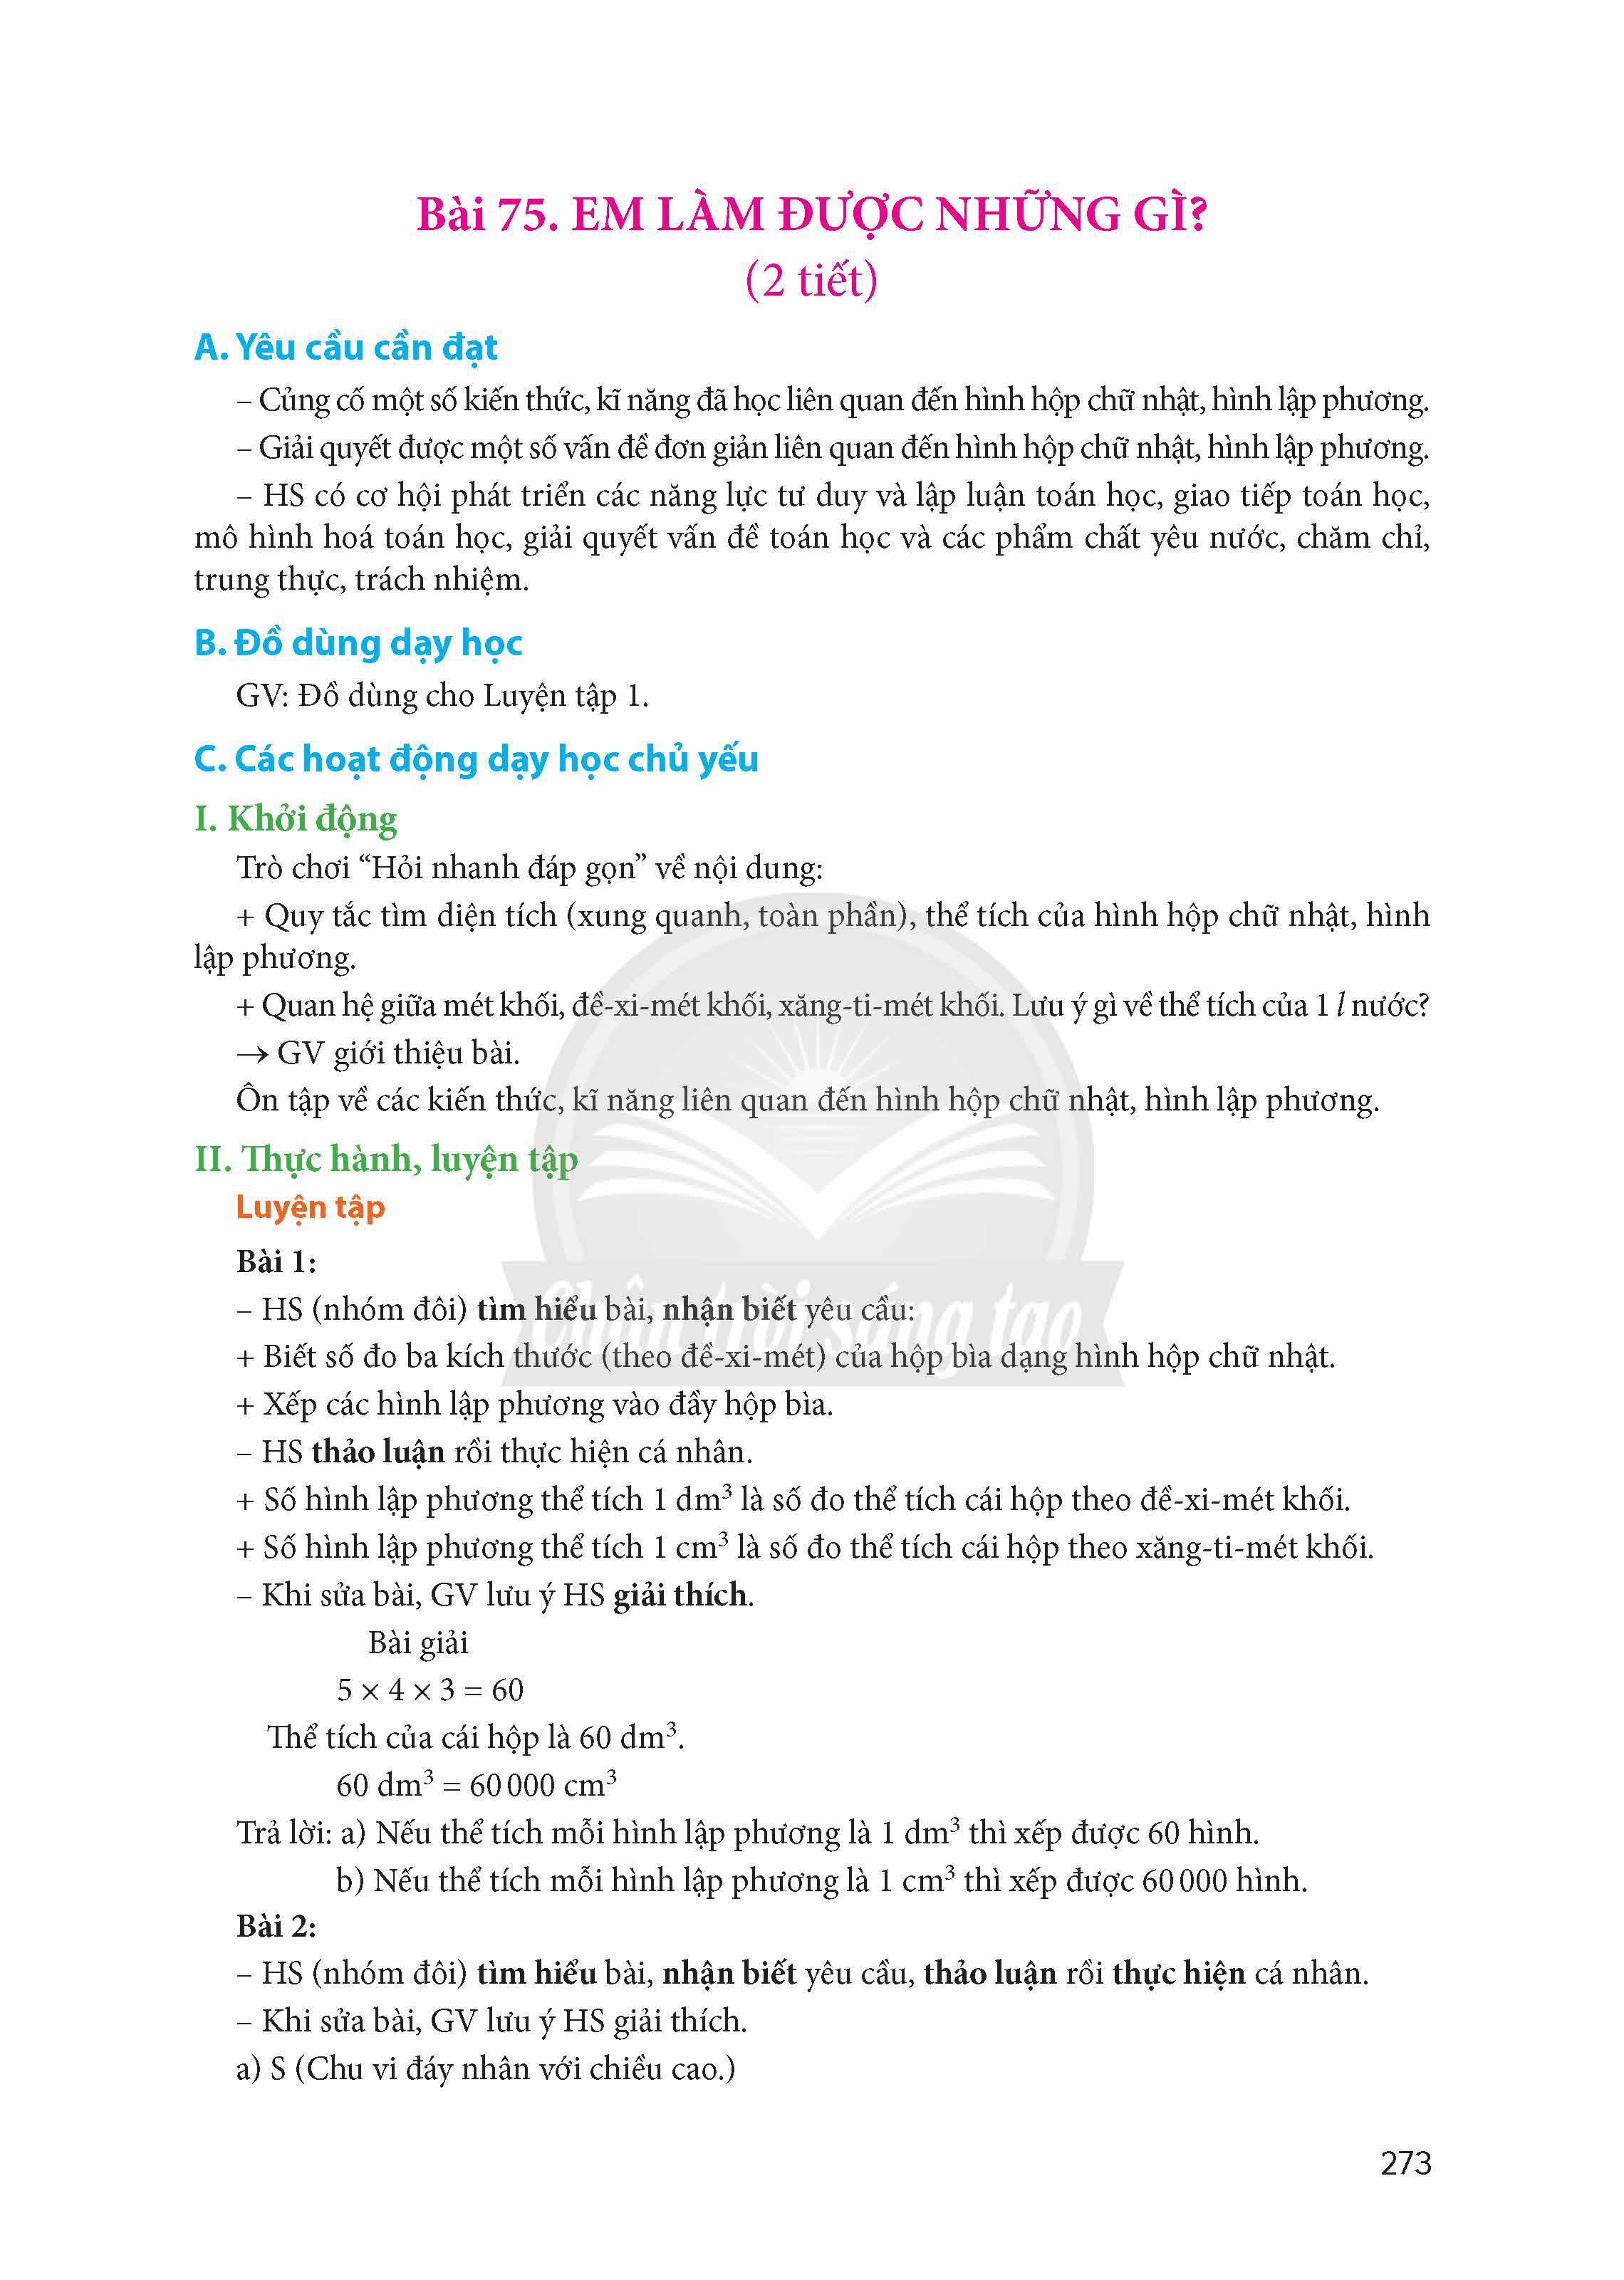 Bài 75. EM LÀM ĐƯỢC NHỮNG GÌ?
(2 tiết)
A. Yêu cầu cần đạt
– Củng cố một số kiến thức, kĩ năng đã học liên quan đến hình hộp chữ nhật, hình lập phương.
– Giải quyết được một số vấn đề đơn giản liên quan đến hình hộp chữ nhật, hình lập phương.
– HS có cơ hội phát triển các năng lực tư duy và lập luận toán học, giao tiếp toán học,
mô hình hoá toán học, giải quyết vấn đề toán học và các phẩm chất yêu nước, chăm chỉ,
trung thực, trách nhiệm.
B. Đồ dùng dạy học
GV: Đồ dùng cho Luyện tập 1.
C. Các hoạt động dạy học chủ yếu
I. Khởi động
Trò chơi “Hỏi nhanh đáp gọn” về nội dung:
+ Quy tắc tìm diện tích (xung quanh, toàn phần), thể tích của hình hộp chữ nhật, hình
lập phương.
+ Quan hệ giữa mét khối, đề-xi-mét khối, xăng-ti-mét khối. Lưu ý gì về thể tích của 1 l nước?
→ GV giới thiệu bài.
Ôn tập về các kiến thức, kĩ năng liên quan đến hình hộp chữ nhật, hình lập phương.
II. Thực hành, luyện tập
Luyện tập
Bài 1:
– HS (nhóm đôi) tìm hiểu bài, nhận biết yêu cầu:
Chân trời sáng tạo
+ Biết số đo ba kích thước (theo đề-xi-mét) của hộp bìa dạng hình hộp chữ nhật.
+ Xếp các hình lập phương vào đầy hộp bìa.
– HS thảo luận rồi thực hiện cá nhân.
+ Số hình lập phương thể tích 1 dm³ là số đo thể tích cái hộp theo đề-xi-mét khối.
+ Số hình lập phương thể tích 1 cm³ là số đo thể tích cái hộp theo xăng-ti-mét khối.
– Khi sửa bài, GV lưu ý HS giải thích.
Bài giải
5 × 4 × 3 = 60
Thể tích của cái hộp là 60 dm³.
60 dm³ = 60 000 cm³
Trả lời: a) Nếu thể tích mỗi hình lập phương là 1 dm³ thì xếp được 60 hình.
b) Nếu thể tích mỗi hình lập phương là 1 cm³ thì xếp được 60 000 hình.
Bài 2:
– HS (nhóm đôi) tìm hiểu bài, nhận biết yêu cầu, thảo luận rồi thực hiện cá nhân.
– Khi sửa bài, GV lưu ý HS giải thích.
a) S (Chu vi đáy nhân với chiều cao.)
273